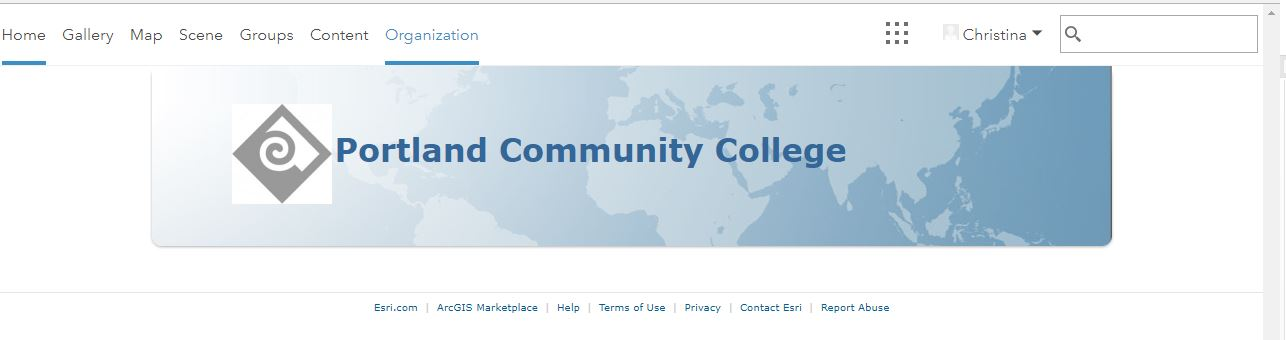 Home Gallery Map Scene Groups Content Organization Christina
Portland Community College
Esri.com | ArcGIS Marketplace | Help | Terms of Use | Privacy | Contact Esri | Report Abuse